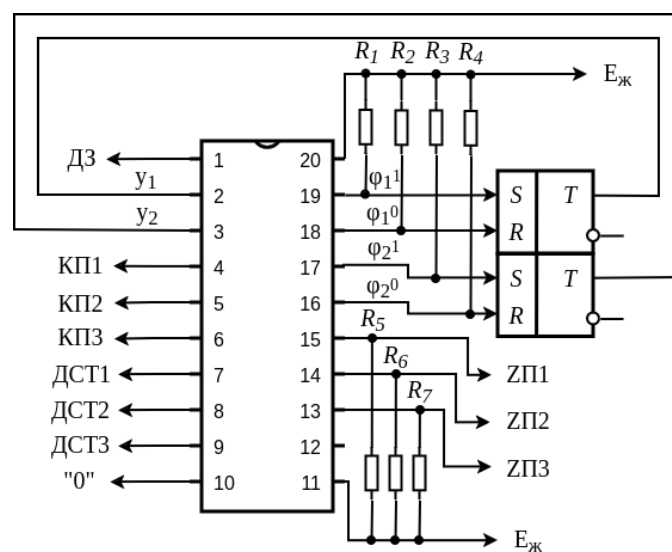 R1 R2 R3 R4
Eж
ДЗ 1 20
y1 2 19 φ1¹ S T
y2 3 18 φ1⁰ R
КП1 4 17 φ2¹ S T
КП2 5 16 φ2⁰ R
КП3 6 15 R5 ZП1
ДСТ1 7 14 R6 ZП2
ДСТ2 8 13 R7
ДСТ3 9 12 ZП3
"0" 10 11
Eж